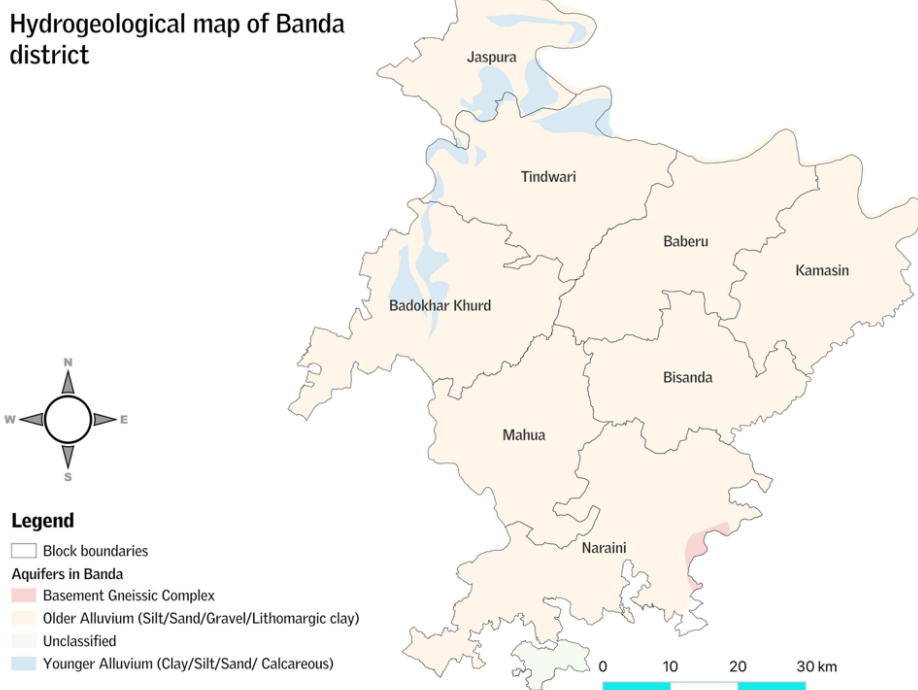 Hydrogeological map of Banda
district
Jaspura
Tindwari
Baberu
Kamasin
Badokhar Khurd
Bisanda
Mahua
Naraini
N
W
E
S
Legend
Block boundaries
Aquifers in Banda
Basement Gneissic Complex
Older Alluvium (Silt/Sand/Gravel/Lithomargic clay)
Unclassified
Younger Alluvium (Clay/Silt/Sand/ Calcareous)
0 10 20 30 km